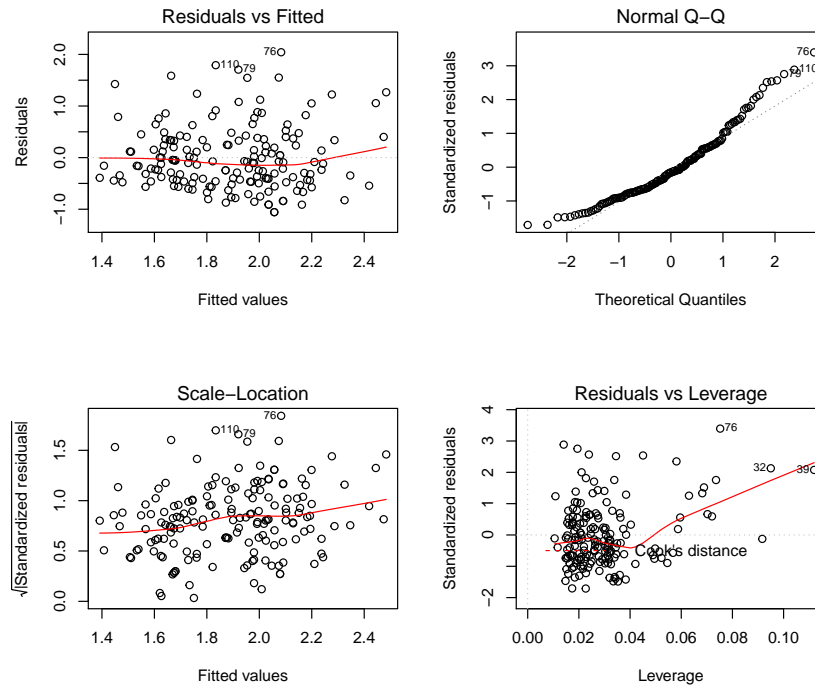 Residuals vs Fitted
Residuals
−1.0 0.0 1.0 2.0
76
110
79
1.4 1.6 1.8 2.0 2.2 2.4
Fitted values
Normal Q−Q
Standardized residuals
−1 0 1 2 3
76
110
79
−2 −1 0 1 2
Theoretical Quantiles
Scale−Location
√|Standardized residuals|
0.0 0.5 1.0 1.5
76
110
79
1.4 1.6 1.8 2.0 2.2 2.4
Fitted values
Residuals vs Leverage
Standardized residuals
−2 0 1 2 3 4
76
32
39
Cook's distance
0.00 0.02 0.04 0.06 0.08 0.10
Leverage